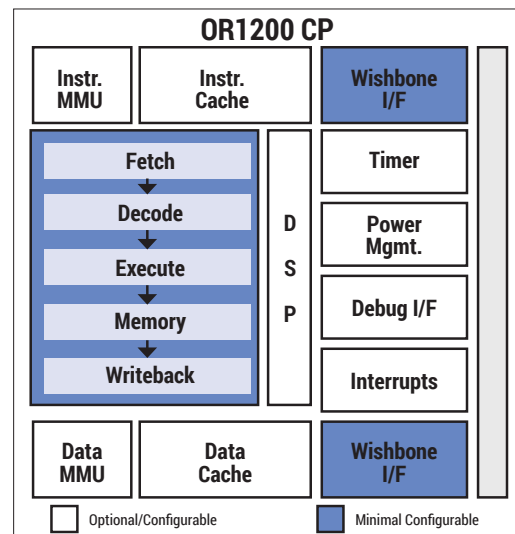 OR1200 CP
Instr.
MMU
Instr.
Cache
Wishbone
I/F
Fetch
Decode
Execute
Memory
Writeback
D
S
P
Timer
Power
Mgmt.
Debug I/F
Interrupts
Data
MMU
Data
Cache
Wishbone
I/F
Optional/Configurable
Minimal Configurable